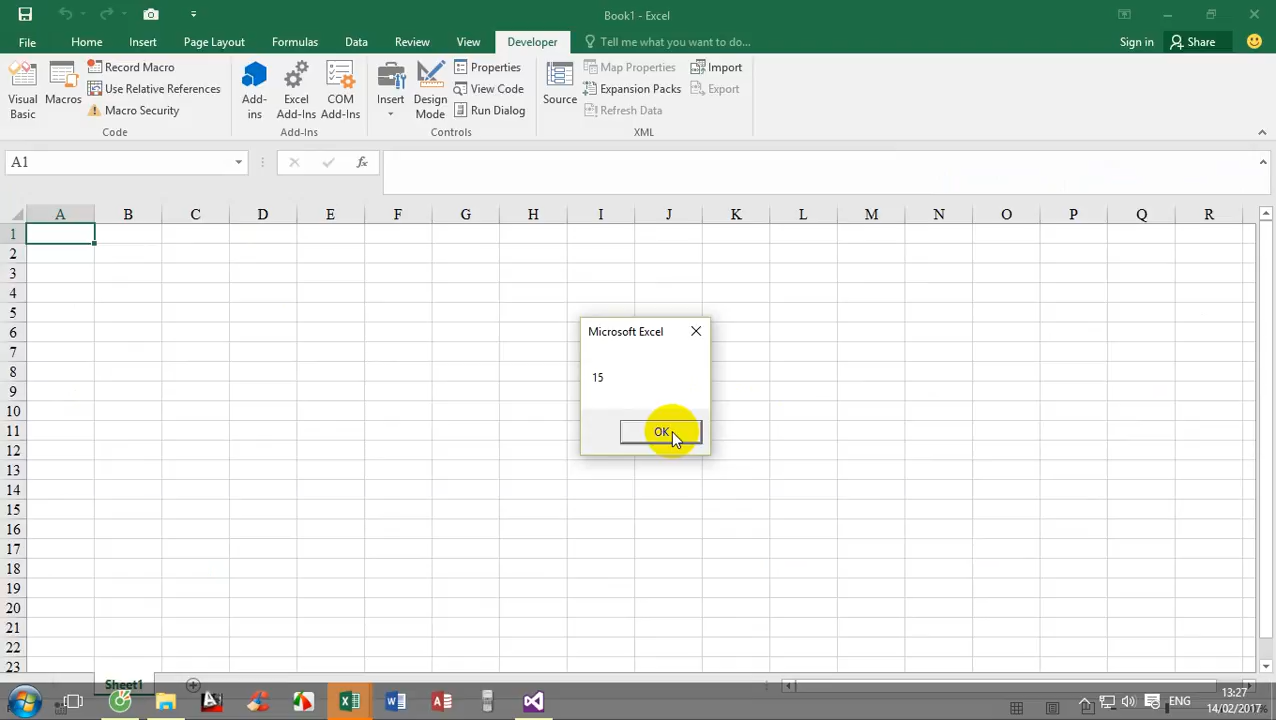 Book1 - Excel
File Home Insert Page Layout Formulas Data Review View Developer Tell me what you want to do... Sign in Share
Visual Basic
Macros
Record Macro
Use Relative References
Macro Security
Code
Add-ins
Excel Add-Ins
COM Add-Ins
Add-Ins
Insert
Design Mode
Properties
View Code
Run Dialog
Controls
Source
Map Properties
Expansion Packs
Refresh Data
Import
Export
XML
A1 fx
A B C D E F G H I J K L M N O P Q R
1
2
3
4
5
6
7
8
9
10
11
12
13
14
15
16
17
18
19
20
21
22
23
Microsoft Excel
15
OK
Sheet1
ENG
13:27
14/02/2017